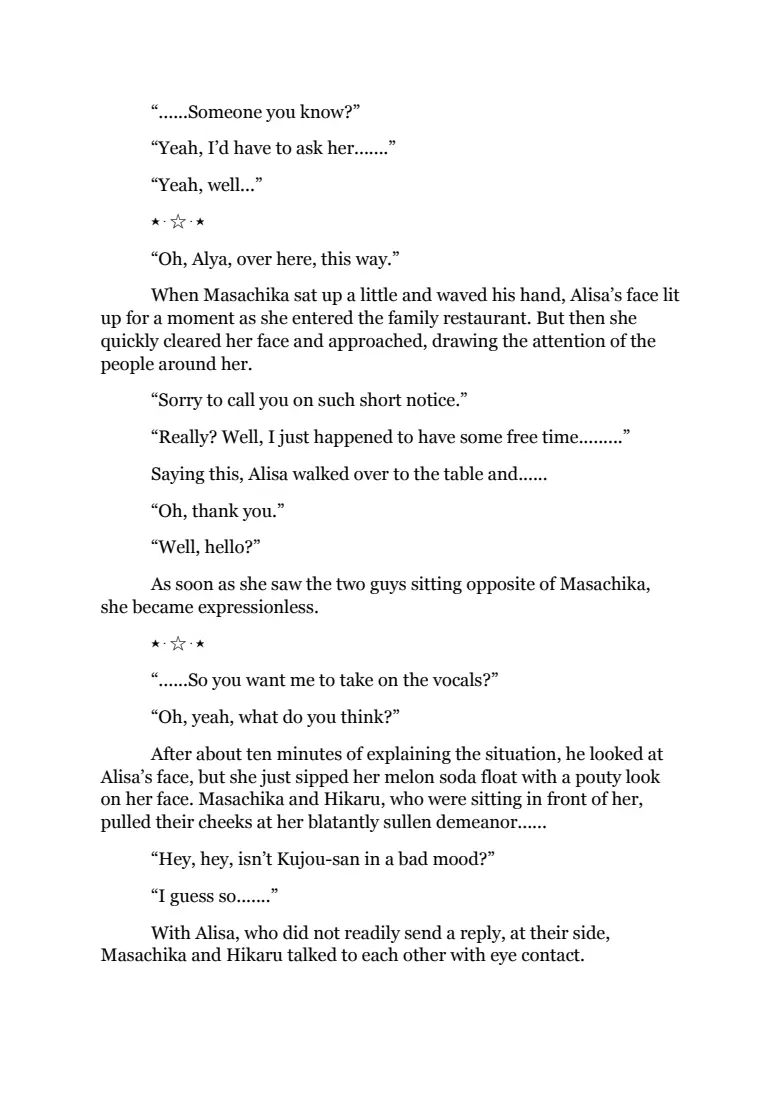 “......Someone you know?”
“Yeah, I’d have to ask her.......”
“Yeah, well...”
⋆ · ☆ · ⋆
“Oh, Alya, over here, this way.”
When Masachika sat up a little and waved his hand, Alisa’s face lit
up for a moment as she entered the family restaurant. But then she
quickly cleared her face and approached, drawing the attention of the
people around her.
“Sorry to call you on such short notice.”
“Really? Well, I just happened to have some free time.........”
Saying this, Alisa walked over to the table and......
“Oh, thank you.”
“Well, hello?”
As soon as she saw the two guys sitting opposite of Masachika,
she became expressionless.
⋆ · ☆ · ⋆
“......So you want me to take on the vocals?”
“Oh, yeah, what do you think?”
After about ten minutes of explaining the situation, he looked at
Alisa’s face, but she just sipped her melon soda float with a pouty look
on her face. Masachika and Hikaru, who were sitting in front of her,
pulled their cheeks at her blatantly sullen demeanor......
“Hey, hey, isn’t Kujou-san in a bad mood?”
“I guess so.......”
With Alisa, who did not readily send a reply, at their side,
Masachika and Hikaru talked to each other with eye contact.